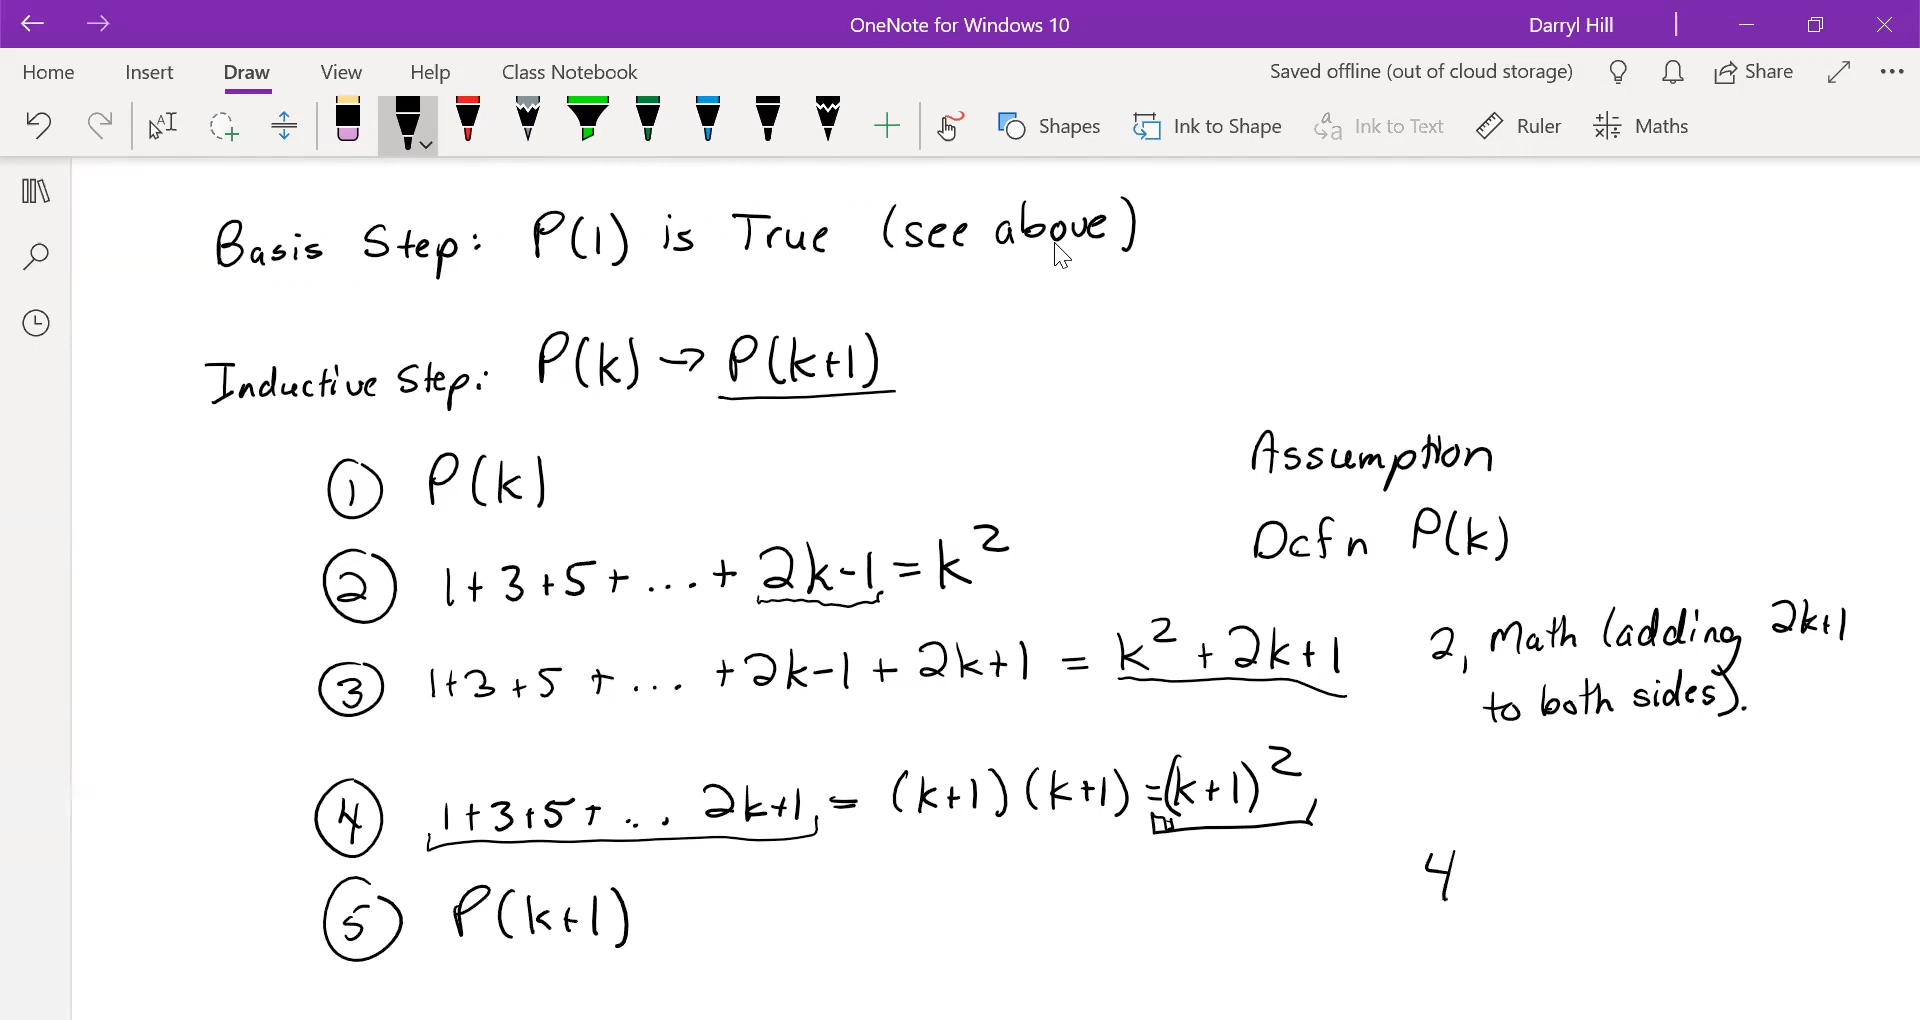 OneNote for Windows 10
Darryl Hill
Home Insert Draw View Help Class Notebook
Saved offline (out of cloud storage) Share
Shapes Ink to Shape Ink to Text Ruler Maths
Basis Step: P(1) is True (see above)
Inductive Step: P(k) → P(k+1)
① P(k) Assumption
② 1+3+5+...+ 2k-1 = k² Defn P(k)
③ 1+3+5+...+2k-1+2k+1 = k²+2k+1 2, Math (adding 2k+1
to both sides).
④ 1+3+5+... 2k+1 = (k+1)(k+1) =(k+1)²
4
⑤ P(k+1)